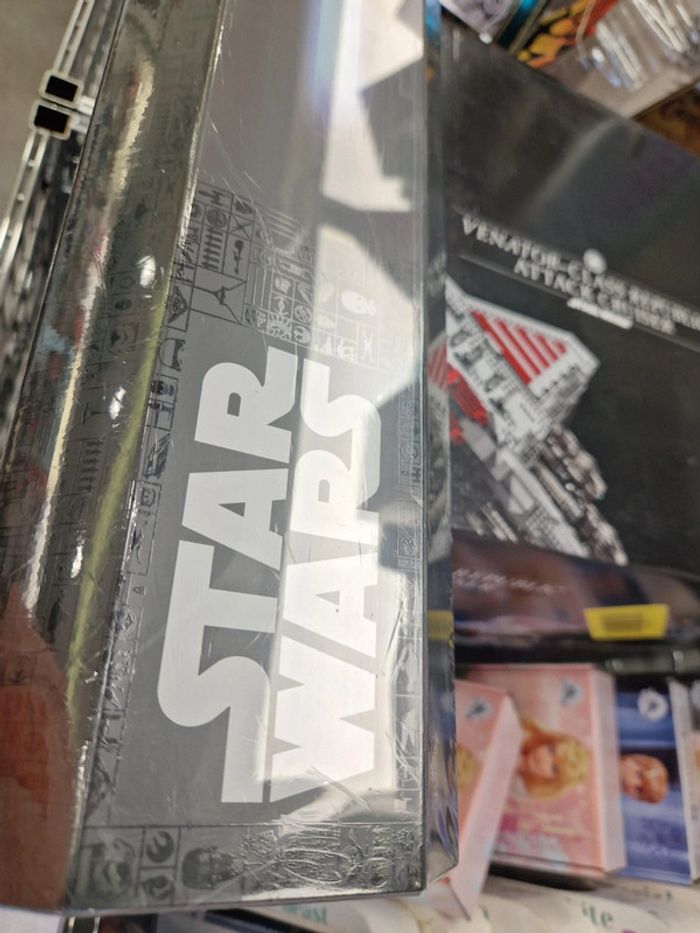 STAR
WARS
VENATOR-CLASS REPUBLIC
ATTACK CRUISER